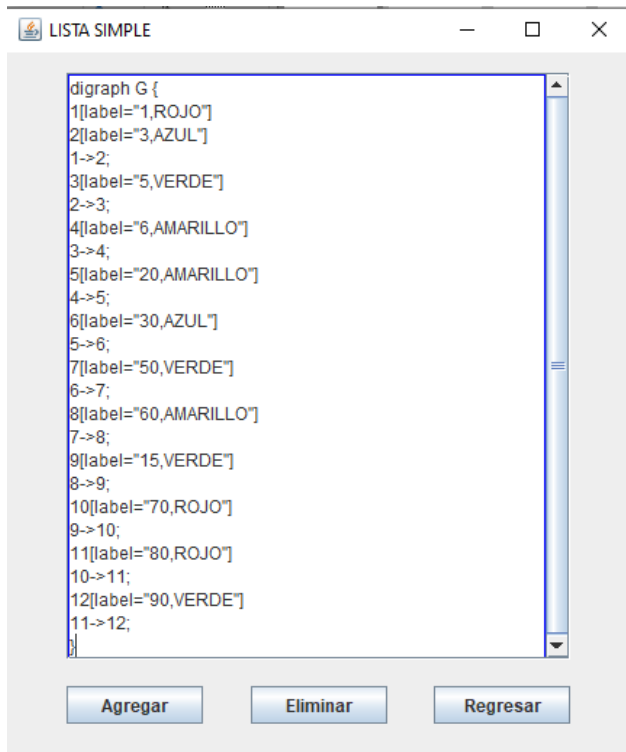 LISTA SIMPLE
digraph G {
1[label="1,ROJO"]
2[label="3,AZUL"]
1->2;
3[label="5,VERDE"]
2->3;
4[label="6,AMARILLO"]
3->4;
5[label="20,AMARILLO"]
4->5;
6[label="30,AZUL"]
5->6;
7[label="50,VERDE"]
6->7;
8[label="60,AMARILLO"]
7->8;
9[label="15,VERDE"]
8->9;
10[label="70,ROJO"]
9->10;
11[label="80,ROJO"]
10->11;
12[label="90,VERDE"]
11->12;
}
Agregar Eliminar Regresar